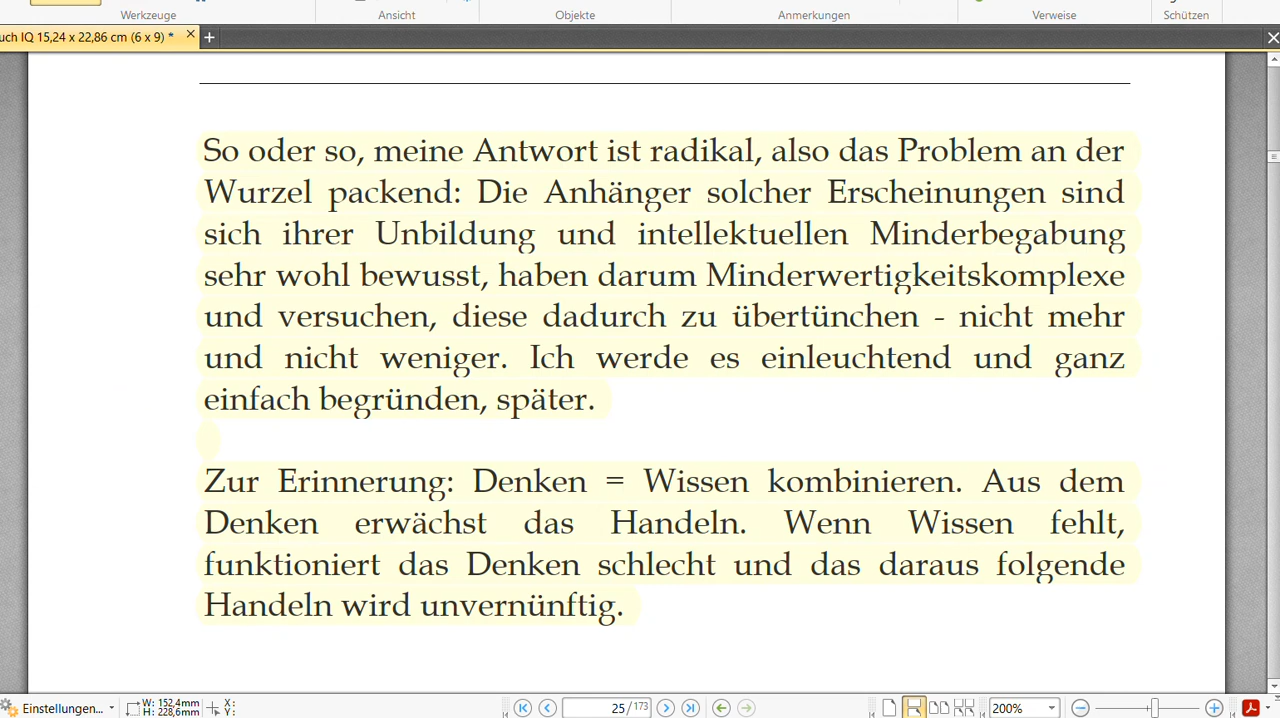 Werkzeuge Ansicht Objekte Anmerkungen Verweise Schützen
uch IQ 15,24 x 22,86 cm (6 x 9) *
So oder so, meine Antwort ist radikal, also das Problem an der
Wurzel packend: Die Anhänger solcher Erscheinungen sind
sich ihrer Unbildung und intellektuellen Minderbegabung
sehr wohl bewusst, haben darum Minderwertigkeitskomplexe
und versuchen, diese dadurch zu übertünchen - nicht mehr
und nicht weniger. Ich werde es einleuchtend und ganz
einfach begründen, später.
Zur Erinnerung: Denken = Wissen kombinieren. Aus dem
Denken erwächst das Handeln. Wenn Wissen fehlt,
funktioniert das Denken schlecht und das daraus folgende
Handeln wird unvernünftig.
Einstellungen... W: 152,4mm X: 25/173 200%
H: 228,6mm Y: